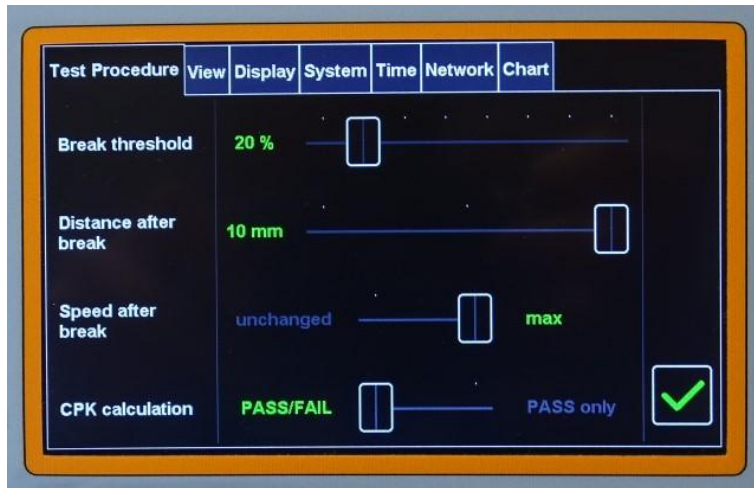 Test Procedure View Display System Time Network Chart
Break threshold 20 %
Distance after
break 10 mm
Speed after
break unchanged max
CPK calculation PASS/FAIL PASS only